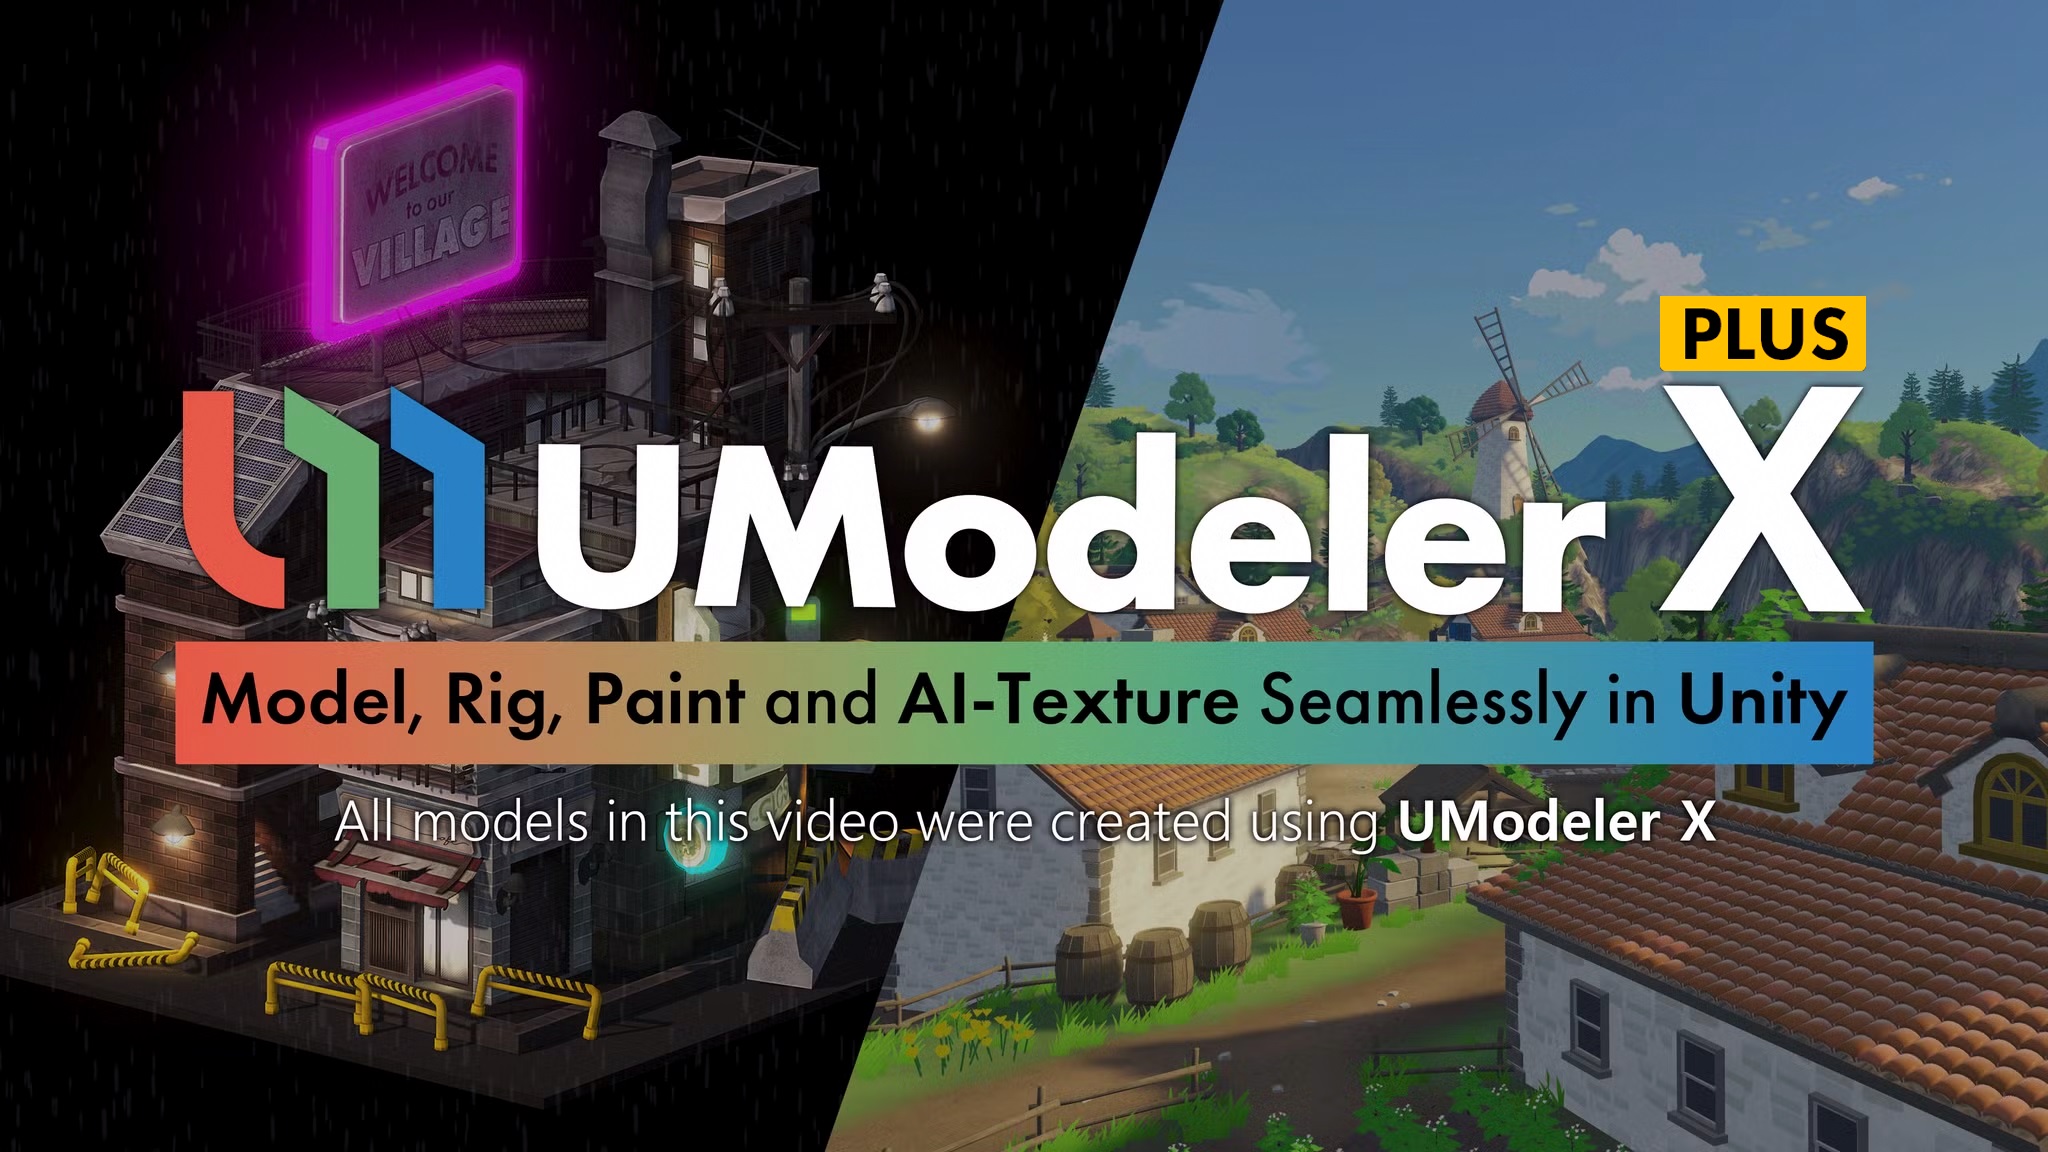 WELCOME
to our
VILLAGE
PLUS
UModeler X
Model, Rig, Paint and AI-Texture Seamlessly in Unity
All models in this video were created using UModeler X